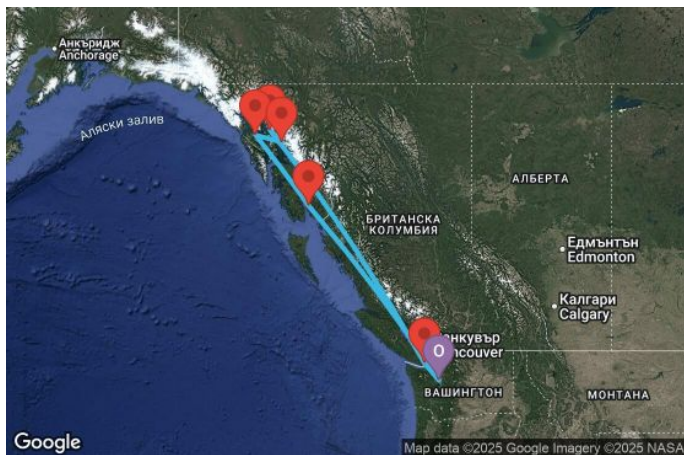 Анкъридж
Anchorage
Аляски залив
АЛБЕРТА
БРИТАНСКА
КОЛУМБИЯ
Едмънтън
Edmonton
Калгари
Calgary
нкувър
ncouver
O
ВАШИНГТОН
МОНТАНА
Google
Map data ©2025 Google Imagery ©2025 NASA